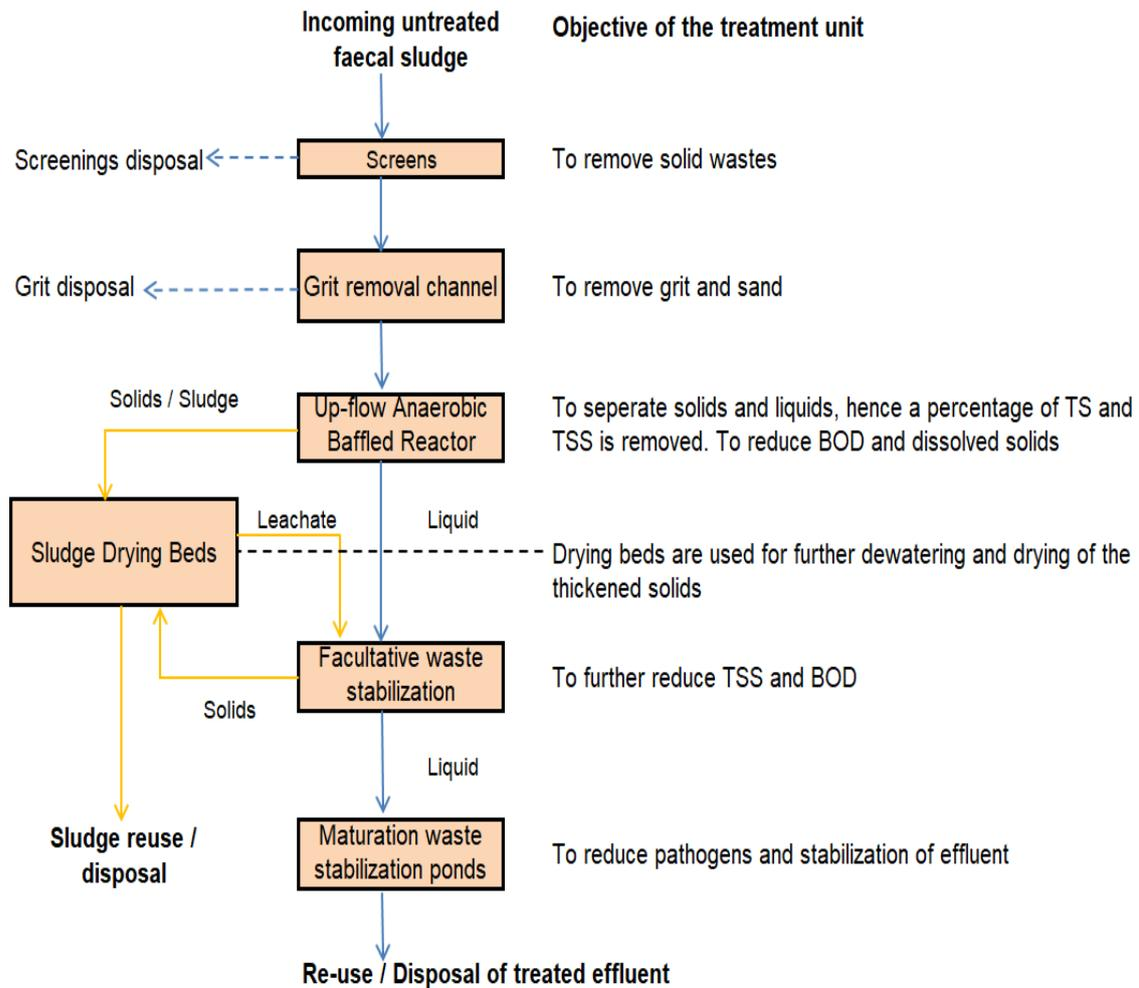 Incoming untreated
faecal sludge
Objective of the treatment unit
Screenings disposal
Screens
To remove solid wastes
Grit disposal
Grit removal channel
To remove grit and sand
Solids / Sludge
Up-flow Anaerobic
Baffled Reactor
To seperate solids and liquids, hence a percentage of TS and
TSS is removed. To reduce BOD and dissolved solids
Sludge Drying Beds
Leachate
Liquid
Drying beds are used for further dewatering and drying of the
thickened solids
Facultative waste
stabilization
To further reduce TSS and BOD
Solids
Liquid
Sludge reuse /
disposal
Maturation waste
stabilization ponds
To reduce pathogens and stabilization of effluent
Re-use / Disposal of treated effluent